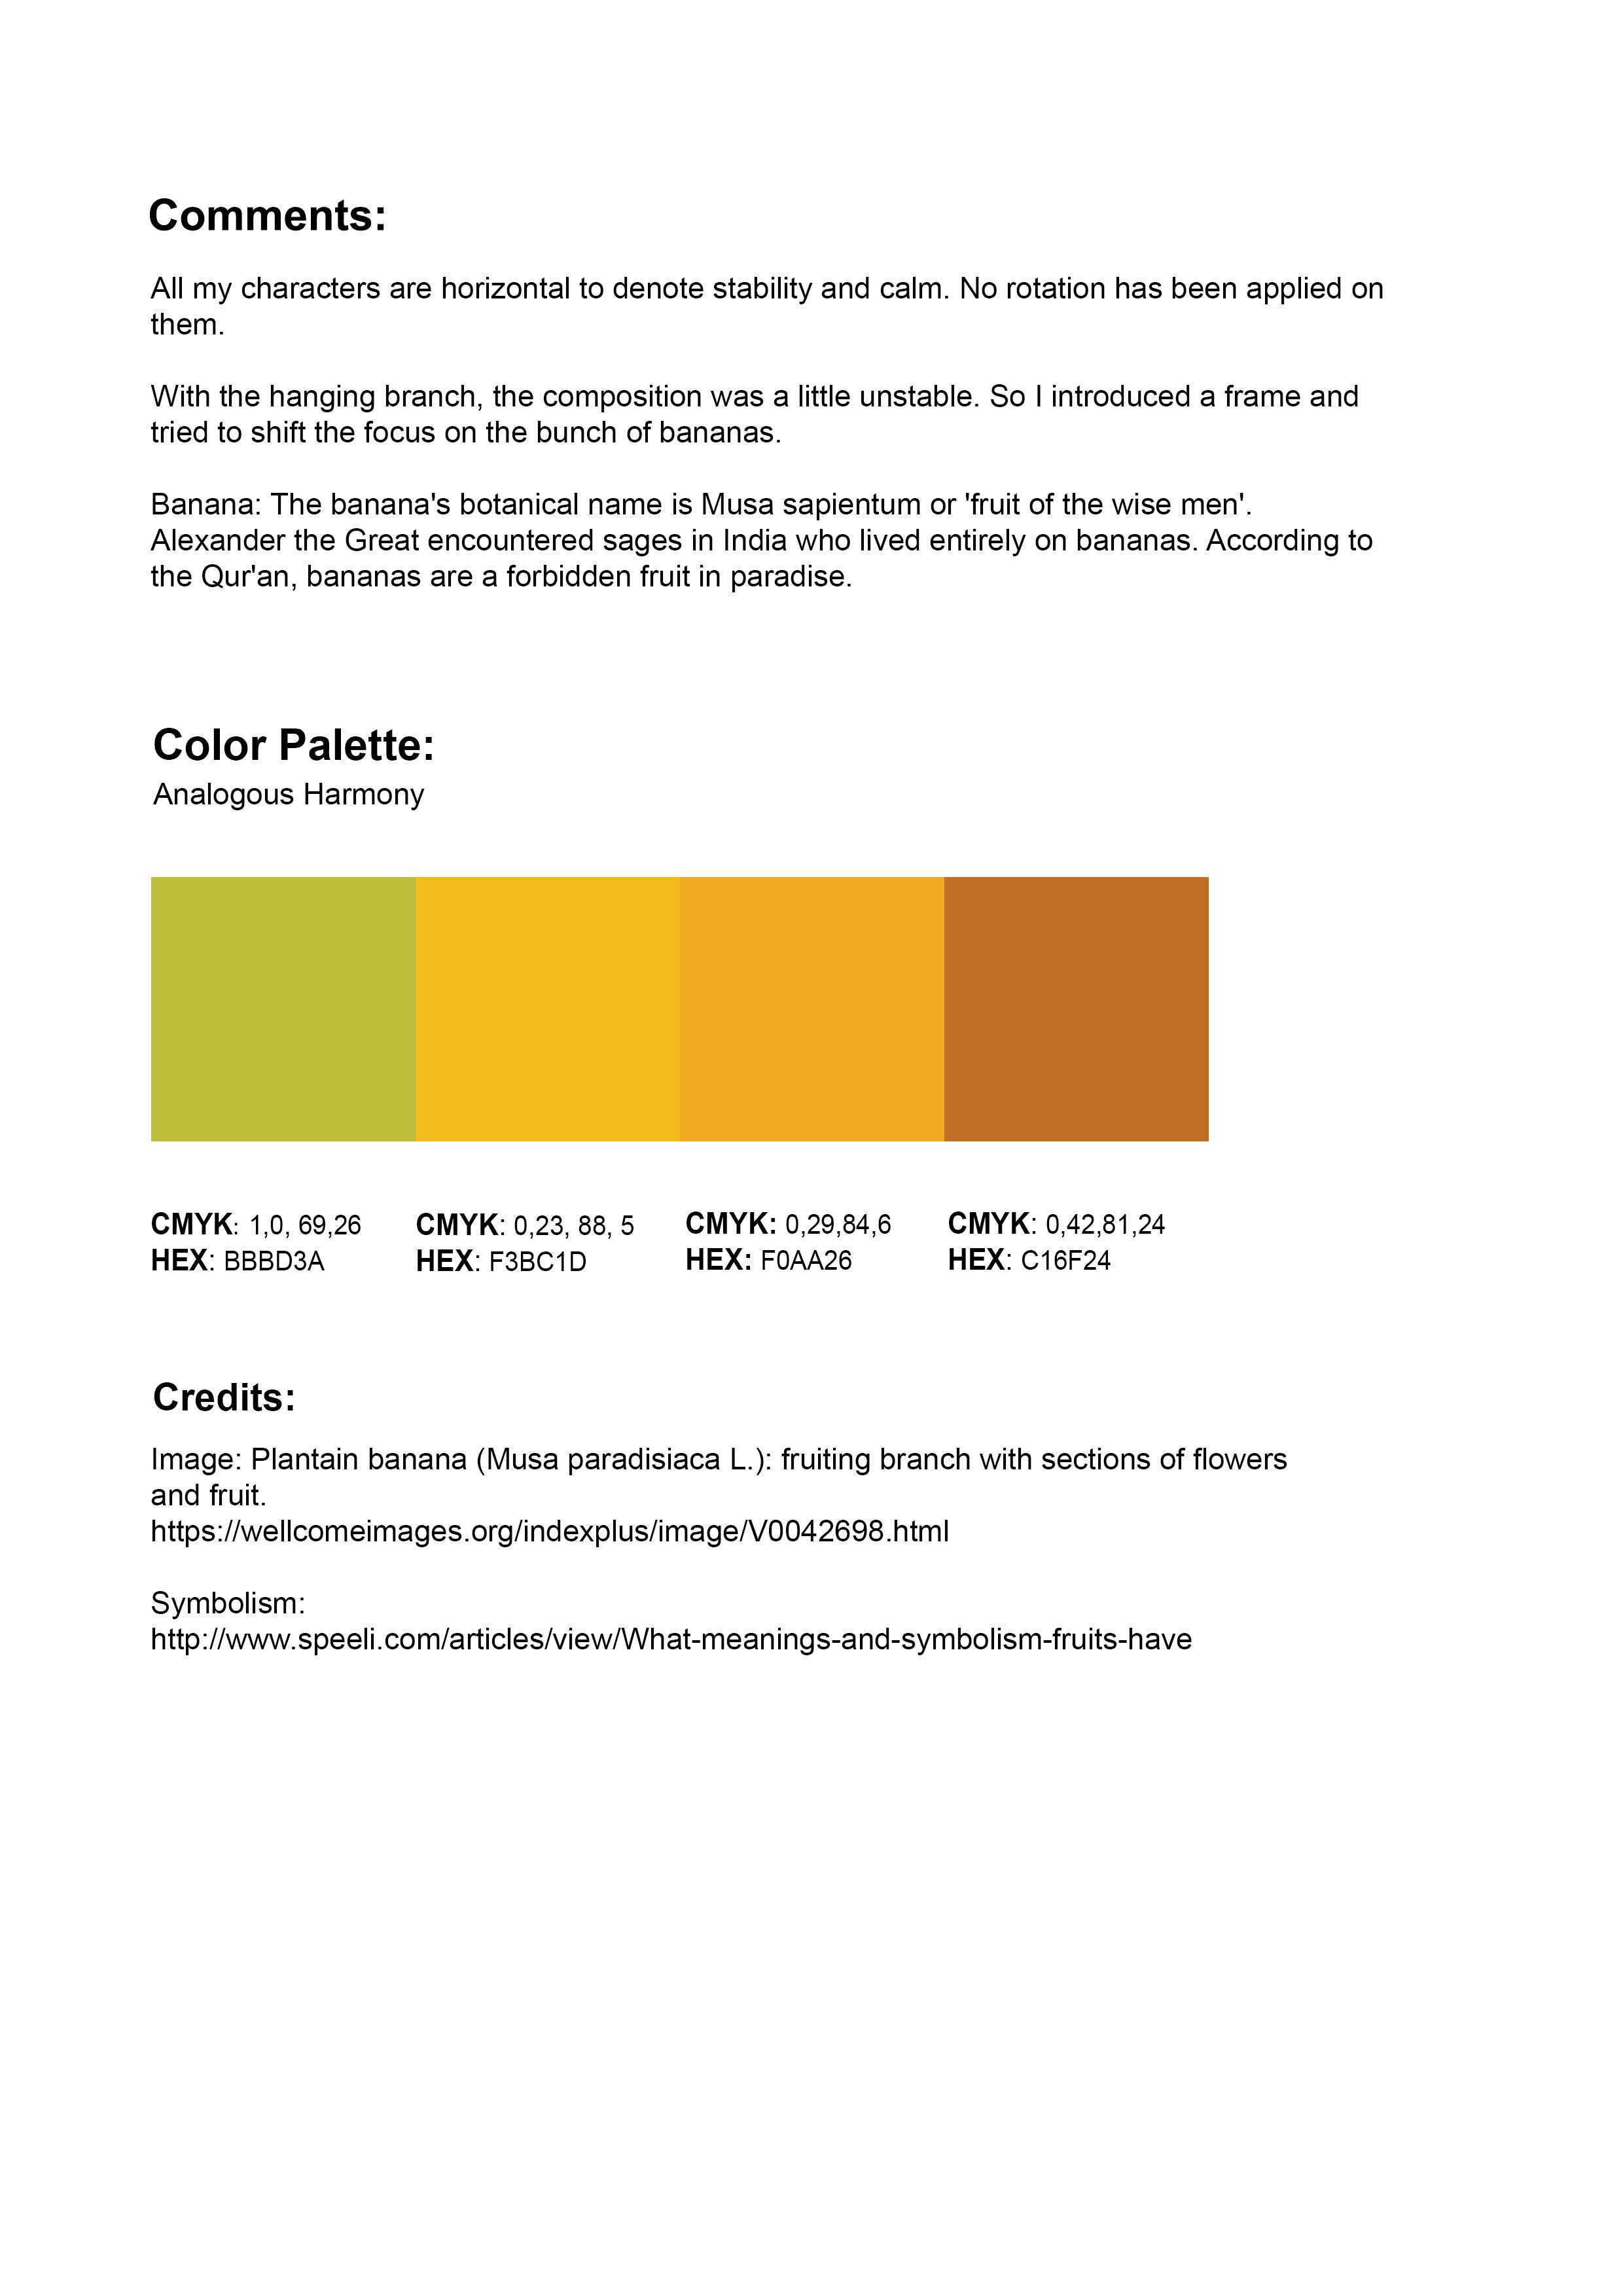 Comments:
All my characters are horizontal to denote stability and calm. No rotation has been applied on
them.
With the hanging branch, the composition was a little unstable. So I introduced a frame and
tried to shift the focus on the bunch of bananas.
Banana: The banana's botanical name is Musa sapientum or 'fruit of the wise men'.
Alexander the Great encountered sages in India who lived entirely on bananas. According to
the Qur'an, bananas are a forbidden fruit in paradise.
Color Palette:
Analogous Harmony
CMYK: 1,0, 69,26
HEX: BBBD3A
CMYK: 0,23, 88, 5
HEX: F3BC1D
CMYK: 0,29,84,6
HEX: F0AA26
CMYK: 0,42,81,24
HEX: C16F24
Credits:
Image: Plantain banana (Musa paradisiaca L.): fruiting branch with sections of flowers
and fruit.
https://wellcomeimages.org/indexplus/image/V0042698.html
Symbolism:
http://www.speeli.com/articles/view/What-meanings-and-symbolism-fruits-have